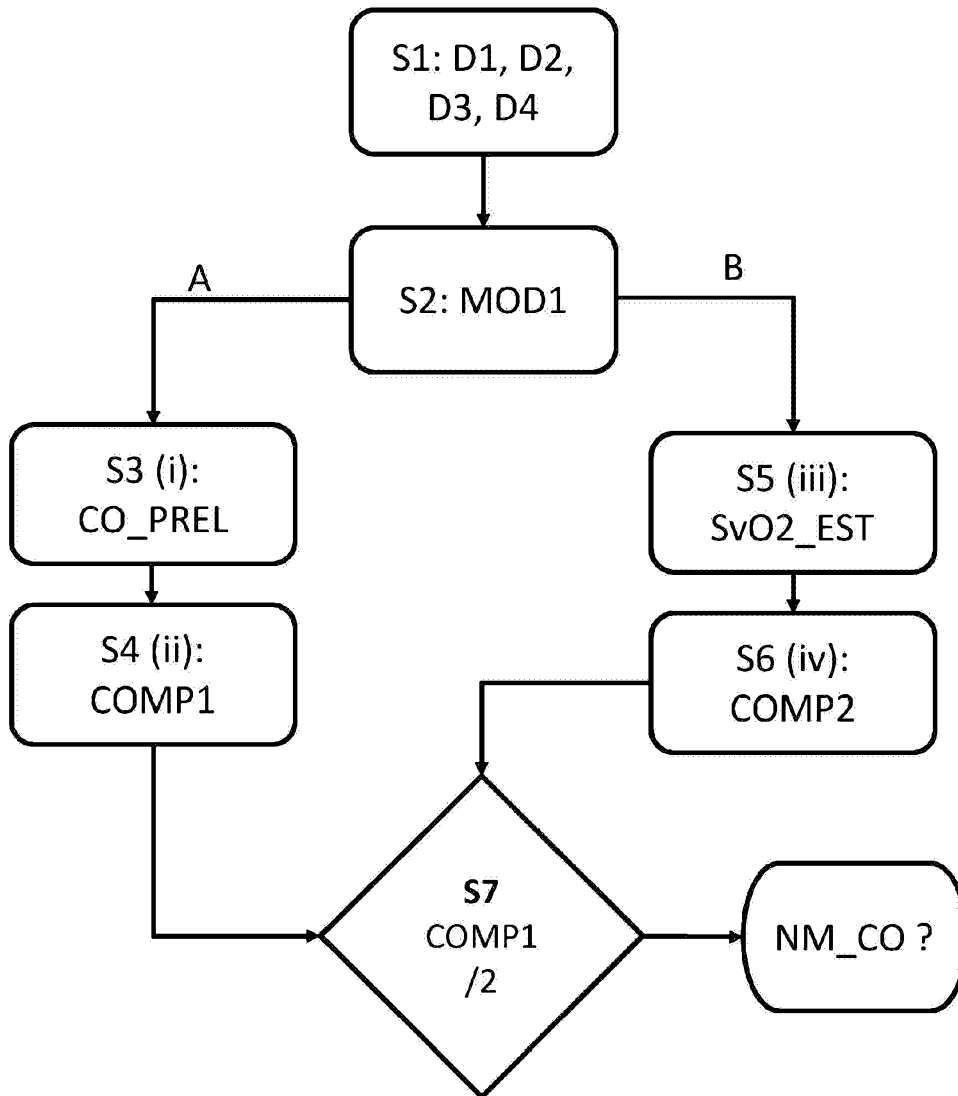 S1: D1, D2,
D3, D4
A
B
S2: MOD1
S3 (i):
CO_PREL
S5 (iii):
SvO2_EST
S4 (ii):
COMP1
S6 (iv):
COMP2
S7
COMP1
/2
NM_CO ?